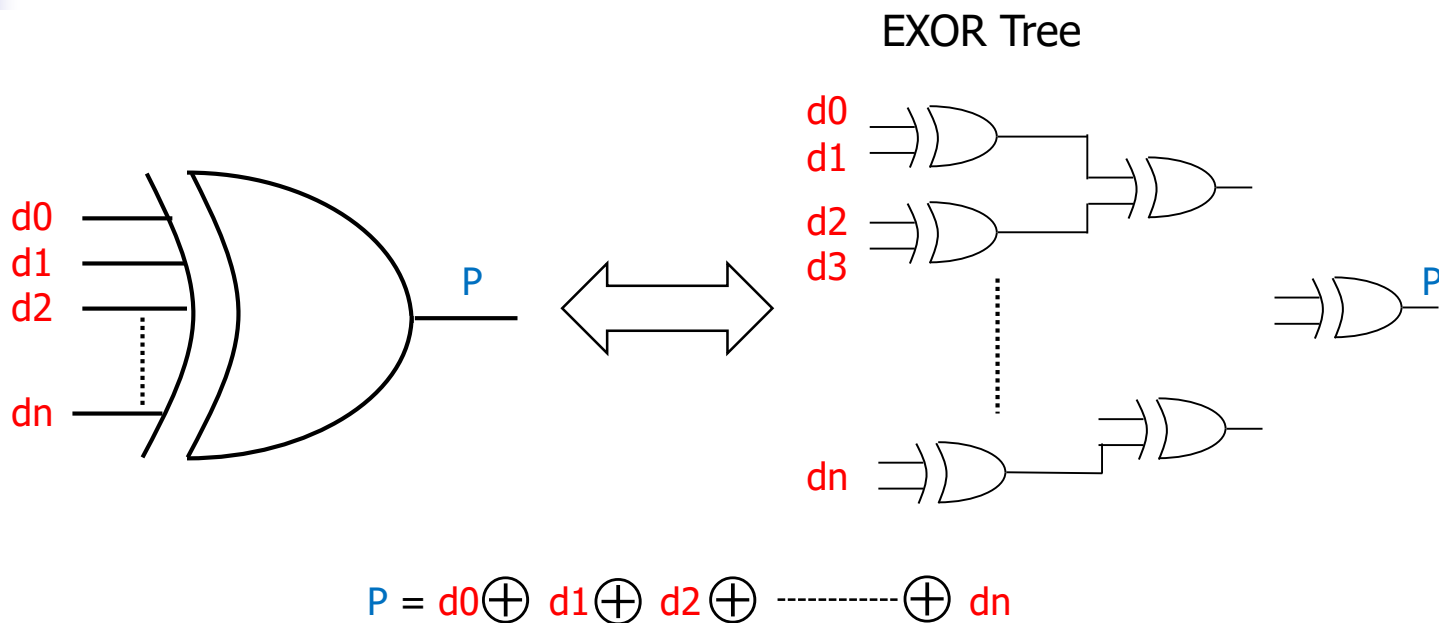 EXOR Tree
d0
d1
d2
dn
P
d0
d1
d2
d3
dn
P
P = d0 ⊕ d1 ⊕ d2 ⊕ ----------- ⊕ dn